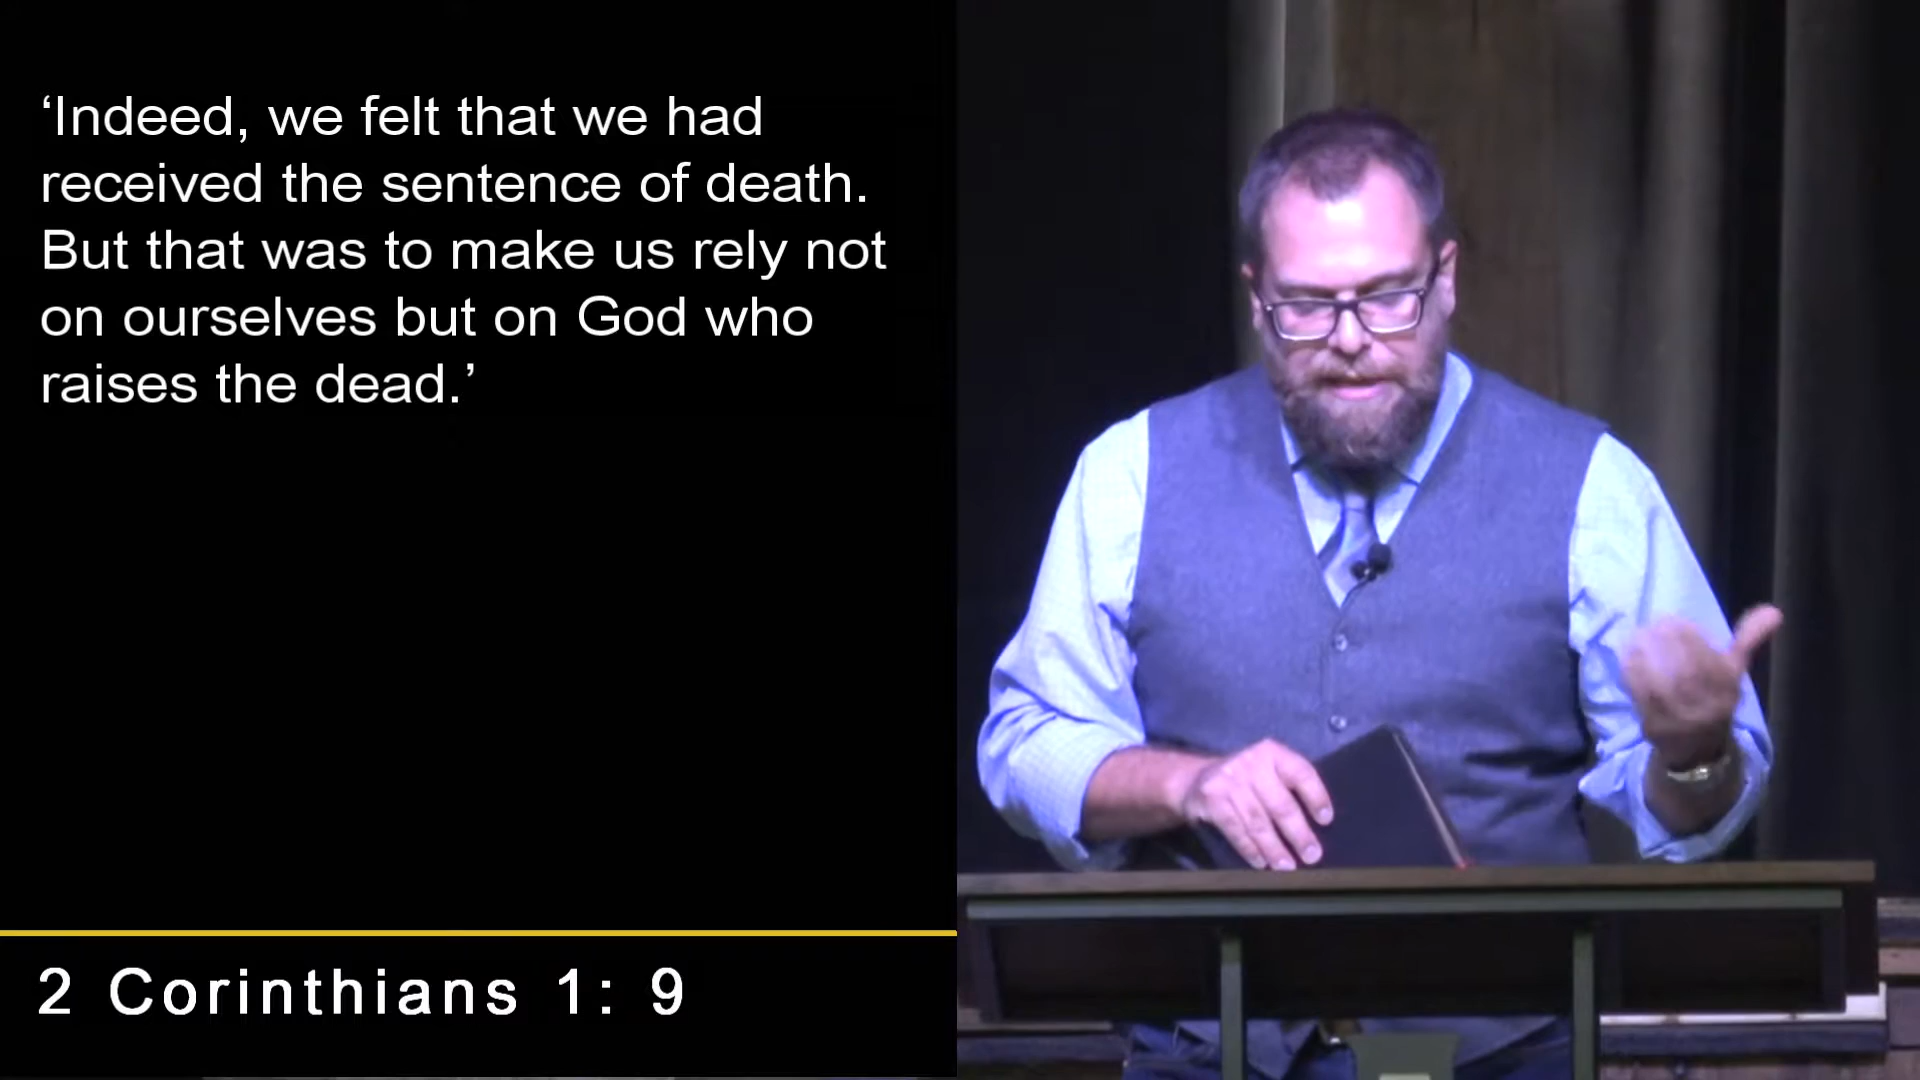 ‘Indeed, we felt that we had
received the sentence of death.
But that was to make us rely not
on ourselves but on God who
raises the dead.’
2 Corinthians 1: 9